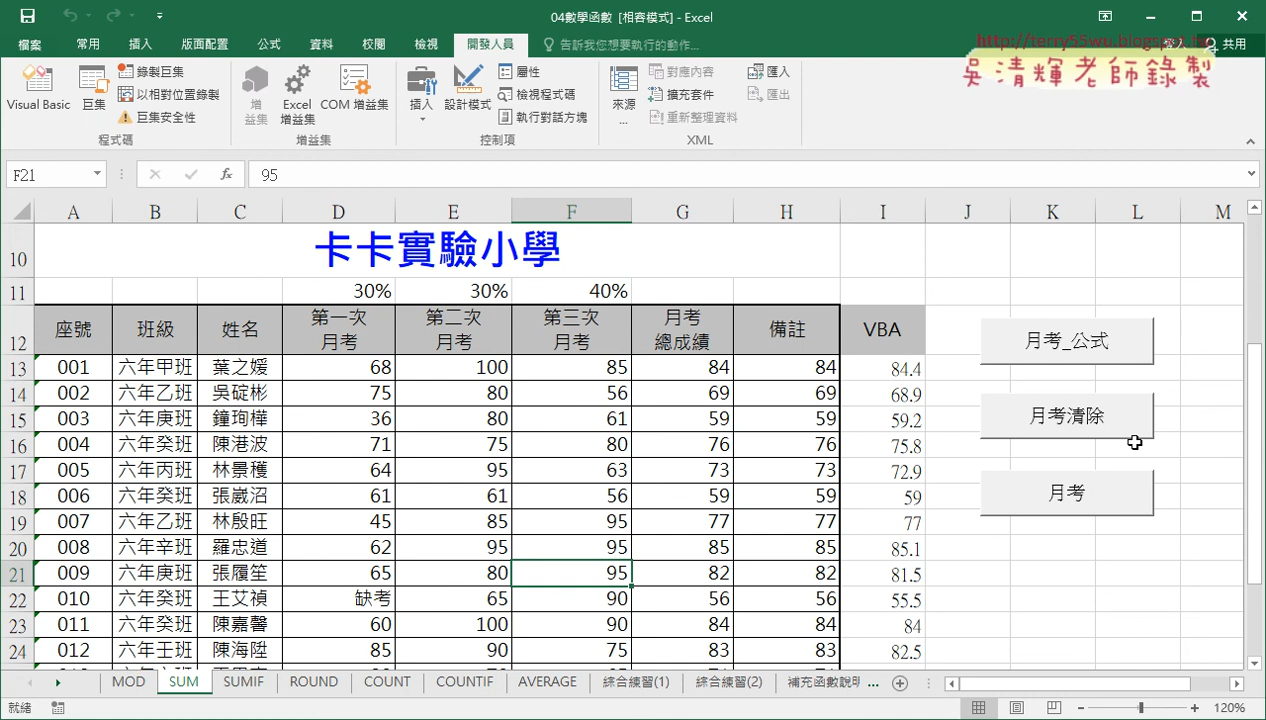 04數學函數 [相容模式] - Excel
http://terry55wu.blogspot.tw
吳清輝老師錄製
檔案 常用 插入 版面配置 公式 資料 校閱 檢視 開發人員 告訴我您想要執行的動作... 共用
Visual Basic 巨集 錄製巨集 以相對位置錄製 巨集安全性 增益集 Excel 增益集 COM 增益集 插入 設計模式 屬性 檢視程式碼 執行對話方塊 來源... 對應內容 擴充套件 重新整理資料 匯入 匯出
程式碼 增益集 控制項 XML
F21 fx 95
A B C D E F G H I J K L M
10 卡卡實驗小學
11 30% 30% 40%
12 座號 班級 姓名 第一次月考 第二次月考 第三次月考 月考總成績 備註 VBA
13 001 六年甲班 葉之媛 68 100 85 84 84 84.4
14 002 六年乙班 吳碇彬 75 80 56 69 69 68.9
15 003 六年庚班 鐘珣樺 36 80 61 59 59 59.2
16 004 六年癸班 陳港波 71 75 80 76 76 75.8
17 005 六年丙班 林景穫 64 95 63 73 73 72.9
18 006 六年癸班 張崴沼 61 61 56 59 59 59
19 007 六年乙班 林殷旺 45 85 95 77 77 77
20 008 六年辛班 羅忠道 62 95 95 85 85 85.1
21 009 六年庚班 張履笙 65 80 95 82 82 81.5
22 010 六年癸班 王艾禎 缺考 65 90 56 56 55.5
23 011 六年癸班 陳嘉馨 60 100 90 84 84 84
24 012 六年壬班 陳海陞 85 90 75 83 83 82.5
月考_公式
月考清除
月考
MOD SUM SUMIF ROUND COUNT COUNTIF AVERAGE 綜合練習(1) 綜合練習(2) 補充函數說明 ...
就緒 120%